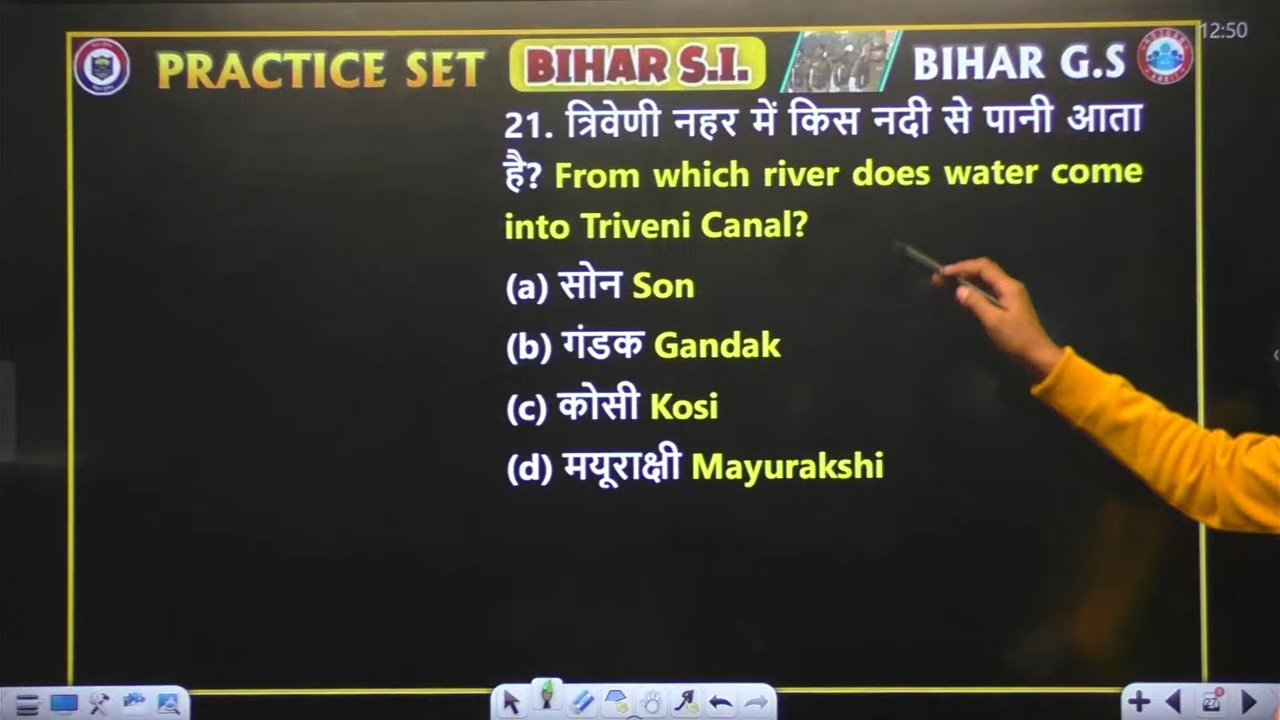 12:50
PRACTICE SET BIHAR S.I. BIHAR G.S
21. त्रिवेणी नहर में किस नदी से पानी आता
है? From which river does water come
into Triveni Canal?
(a) सोन Son
(b) गंडक Gandak
(c) कोसी Kosi
(d) मयूराक्षी Mayurakshi
27